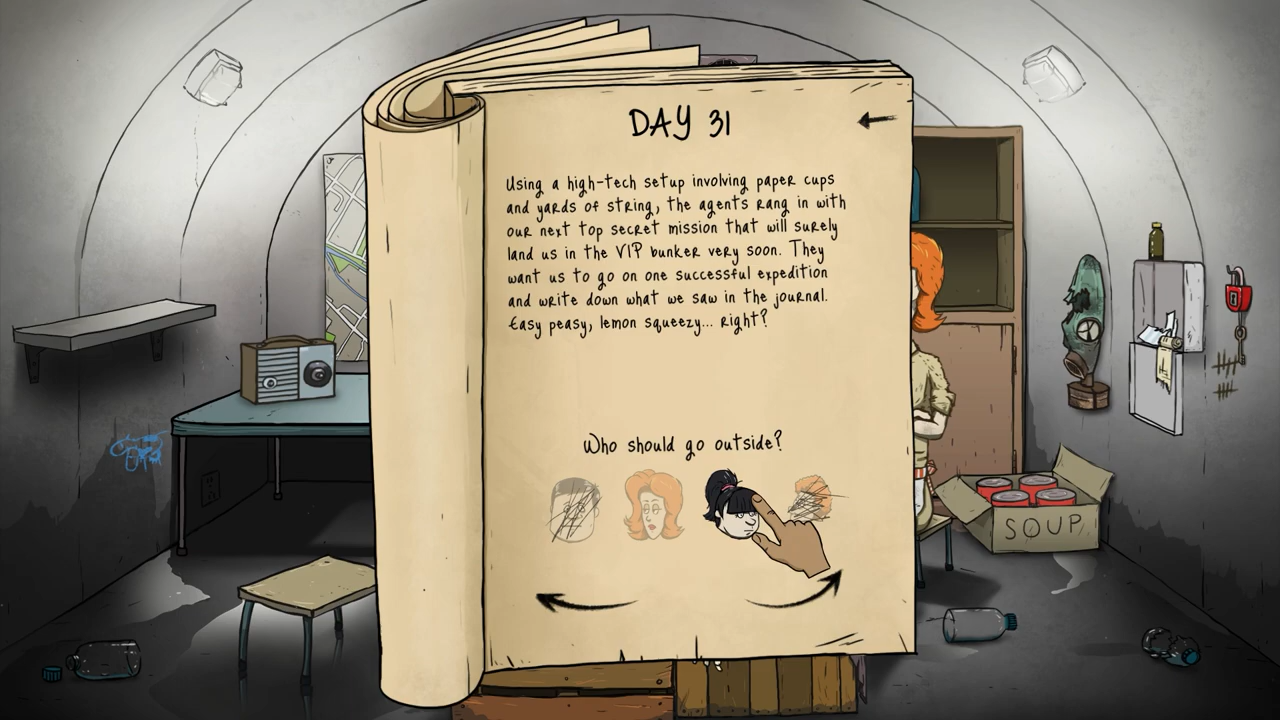 DAY 31
Using a high-tech setup involving paper cups
and yards of string, the agents rang in with
our next top secret mission that will surely
land us in the VIP bunker very soon. They
want us to go on one successful expedition
and write down what we saw in the journal.
Easy peasy, lemon squeezy... right?
Who should go outside?
SOUP